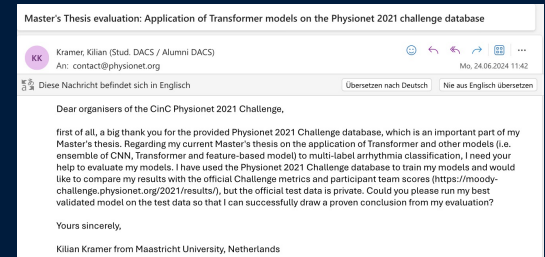 Master's Thesis evaluation: Application of Transformer models on the Physionet 2021 challenge database
KK
Kramer, Kilian (Stud. DACS / Alumni DACS)
An: contact@physionet.org
Mo, 24.06.2024 11:42
Diese Nachricht befindet sich in Englisch
Übersetzen nach Deutsch
Nie aus Englisch übersetzen
Dear organisers of the CinC Physionet 2021 Challenge,
first of all, a big thank you for the provided Physionet 2021 Challenge database, which is an important part of my
Master's thesis. Regarding my current Master's thesis on the application of Transformer and other models (i.e.
ensemble of CNN, Transformer and feature-based model) to multi-label arrhythmia classification, I need your
help to evaluate my models. I have used the Physionet 2021 Challenge database to train my models and would
like to compare my results with the official Challenge metrics and participant team scores (https://moody-
challenge.physionet.org/2021/results/), but the official test data is private. Could you please run my best
validated model on the test data so that I can successfully draw a proven conclusion from my evaluation?
Yours sincerely,
Kilian Kramer from Maastricht University, Netherlands